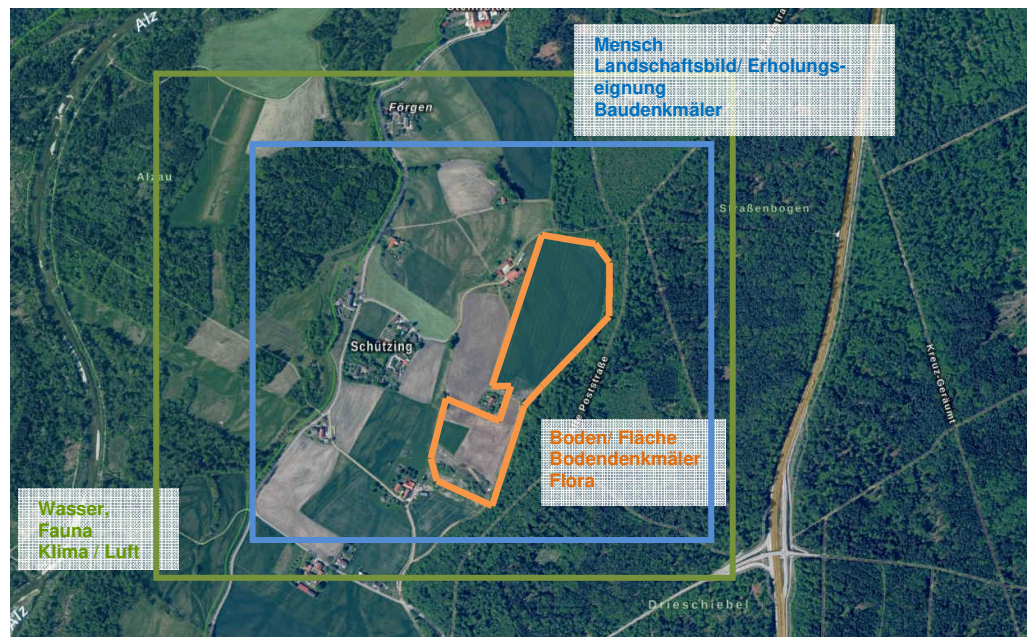 Alz
Mensch
Landschaftsbild/ Erholungs-
eignung
Baudenkmäler
Förgen
Alzau
Straßenbogen
Schützing
Poststraße
Kreuz-Geräumt
Boden/ Fläche
Bodendenkmäler
Flora
Wasser,
Fauna
Klima / Luft
Drieschiebel
Alz